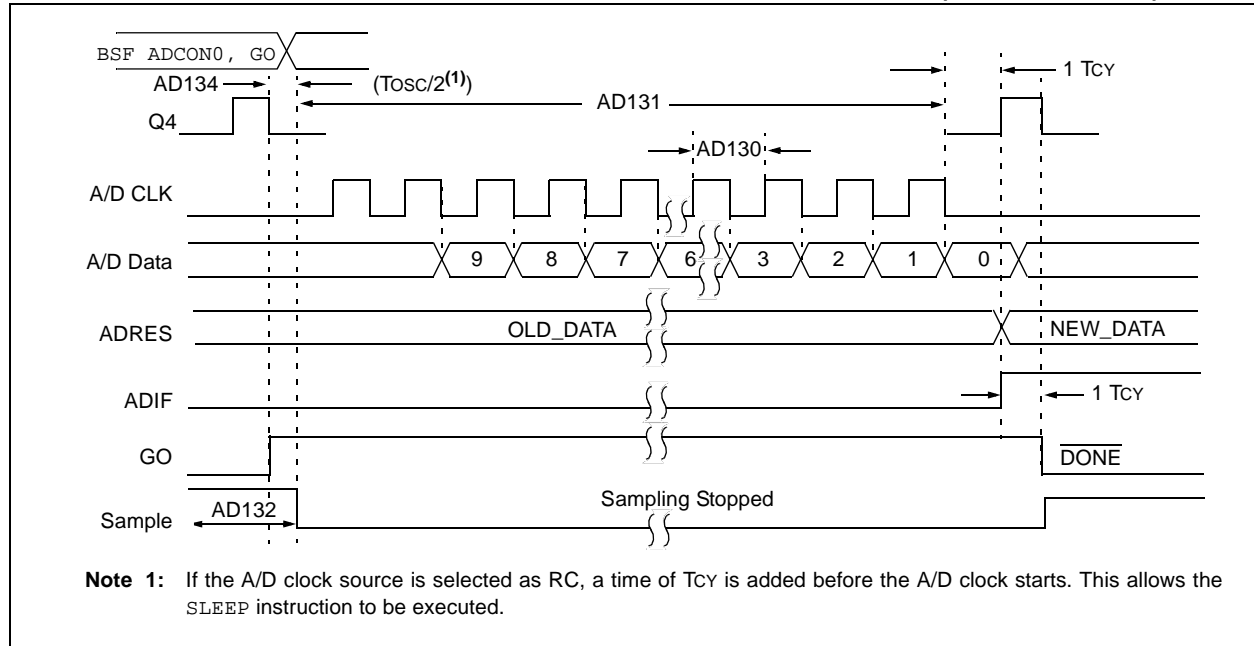 BSF ADCON0, GO
1 TCY
AD134
(TOSC/2(1))
AD131
Q4
AD130
A/D CLK
A/D Data
9 8 7 6 3 2 1 0
ADRES
OLD_DATA
NEW_DATA
ADIF
1 TCY
GO
DONE
Sampling Stopped
AD132
Sample
Note 1: If the A/D clock source is selected as RC, a time of TCY is added before the A/D clock starts. This allows the
SLEEP instruction to be executed.